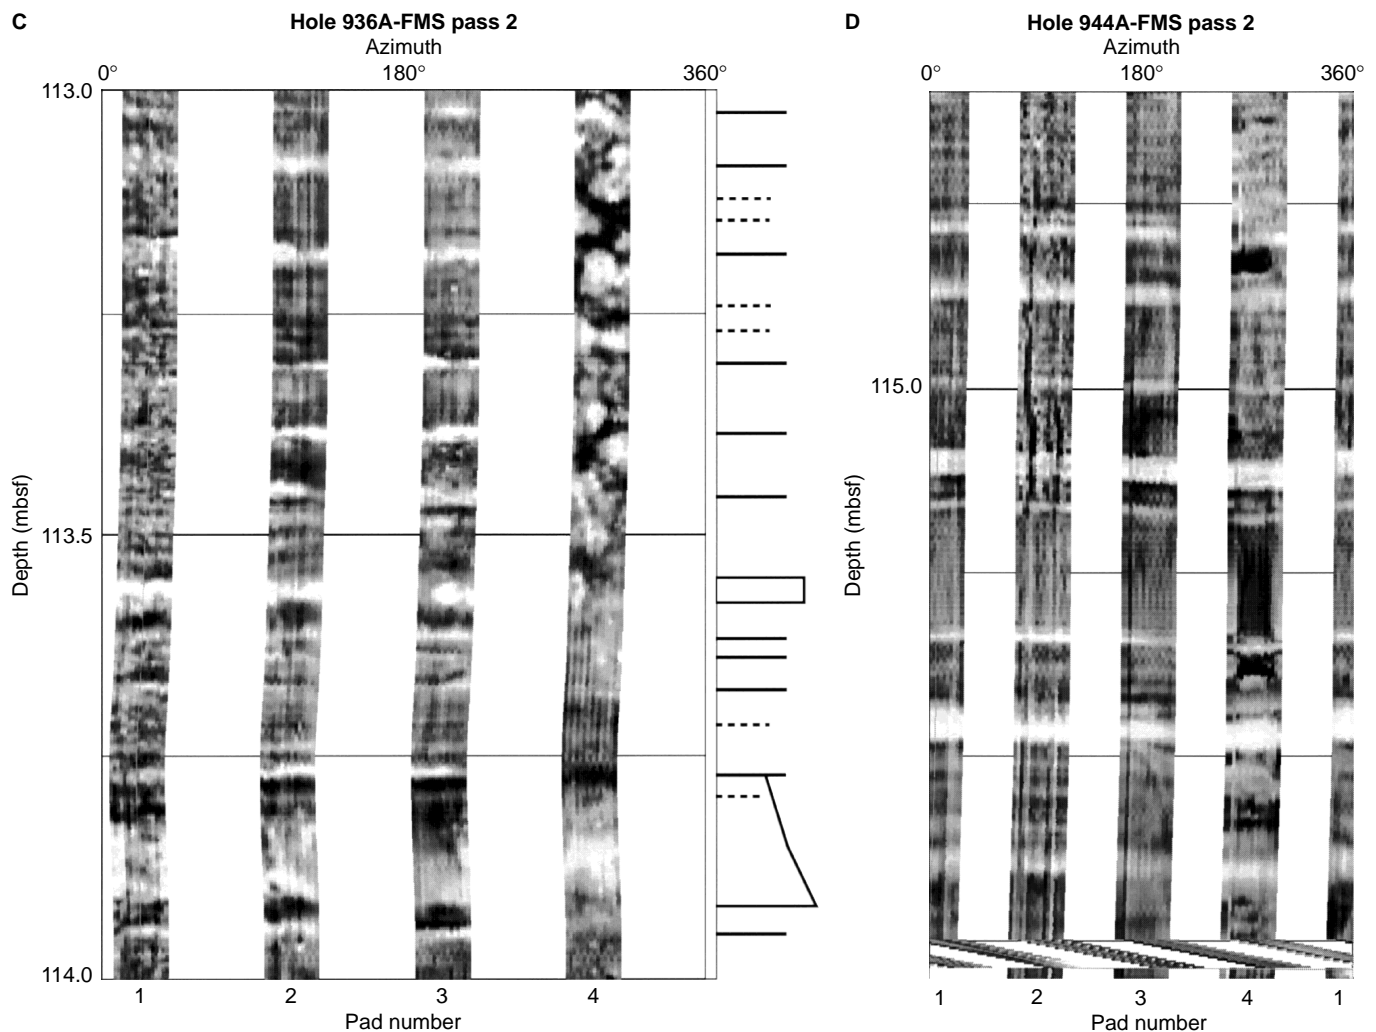 C
Hole 936A-FMS pass 2
Azimuth
0° 180° 360°
113.0
113.5
114.0
Depth (mbsf)
1 2 3 4
Pad number
D
Hole 944A-FMS pass 2
Azimuth
0° 180° 360°
115.0
Depth (mbsf)
1 2 3 4 1
Pad number